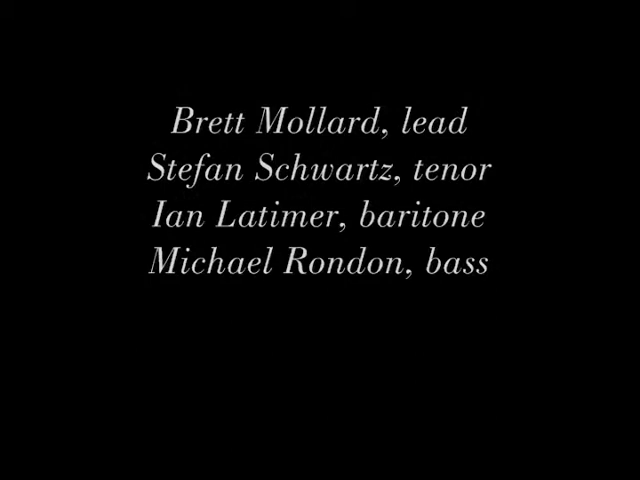 Brett Mollard, lead
Stefan Schwartz, tenor
Ian Latimer, baritone
Michael Rondon, bass